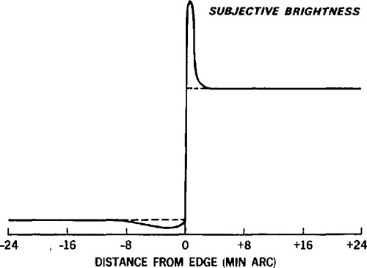 SUBJECTIVE BRIGHTNESS
-24 -16 -8 0 +8 +16 +24
DISTANCE FROM EDGE (MIN ARC)